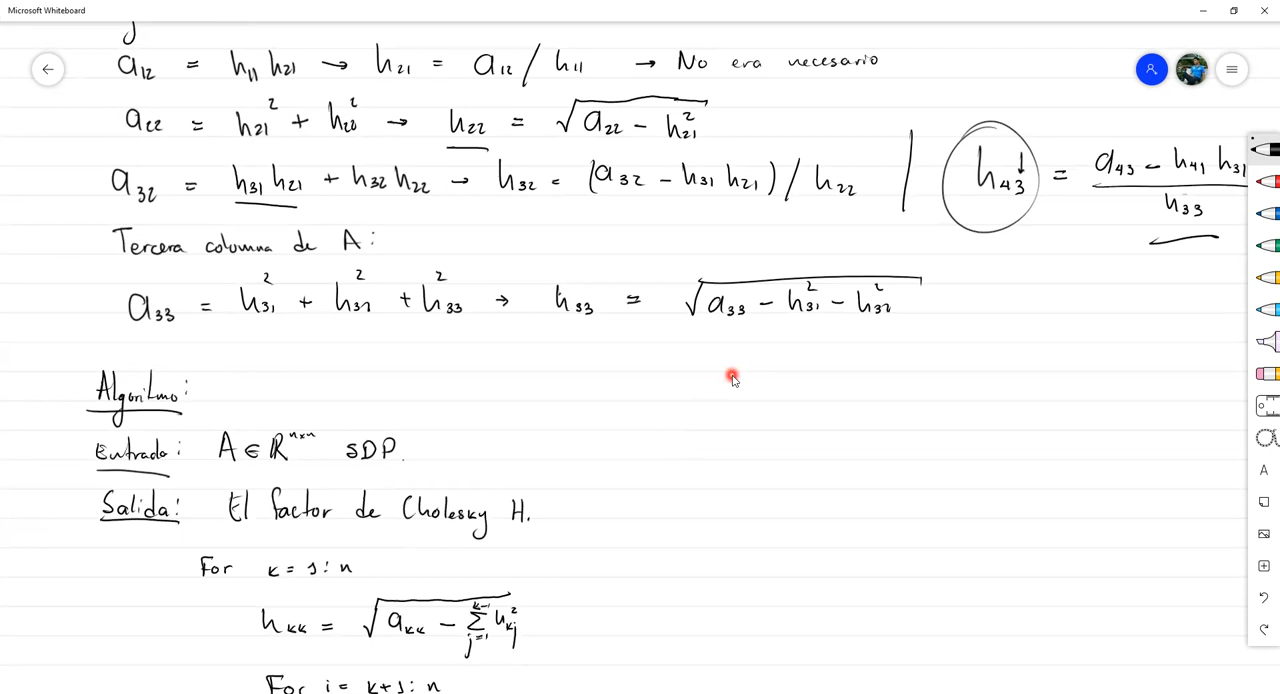 Microsoft Whiteboard
a₁₂ = h₁₁ h₂₁ → h₂₁ = a₁₂ / h₁₁ → No era necesario
a₂₂ = h₂₁² + h₂₂² → h₂₂ = √(a₂₂ − h₂₁²)
a₃₂ = h₃₁ h₂₁ + h₃₂ h₂₂ → h₃₂ = (a₃₂ − h₃₁ h₂₁) / h₂₂ | h₄₃ = a₄₃ − h₄₁ h₃₁ / h₃₃
Tercera columna de A:
a₃₃ = h₃₁² + h₃₂² + h₃₃² → h₃₃ = √(a₃₃ − h₃₁² − h₃₂²)
Algoritmo:
Entrada: A ∈ ℝⁿˣⁿ SDP.
Salida: El factor de Cholesky H.
For k = 1 : n
hₖₖ = √(aₖₖ − ∑ⱼ₌₁ᵏ⁻¹ hₖⱼ²)
For i = k+1 : n
A